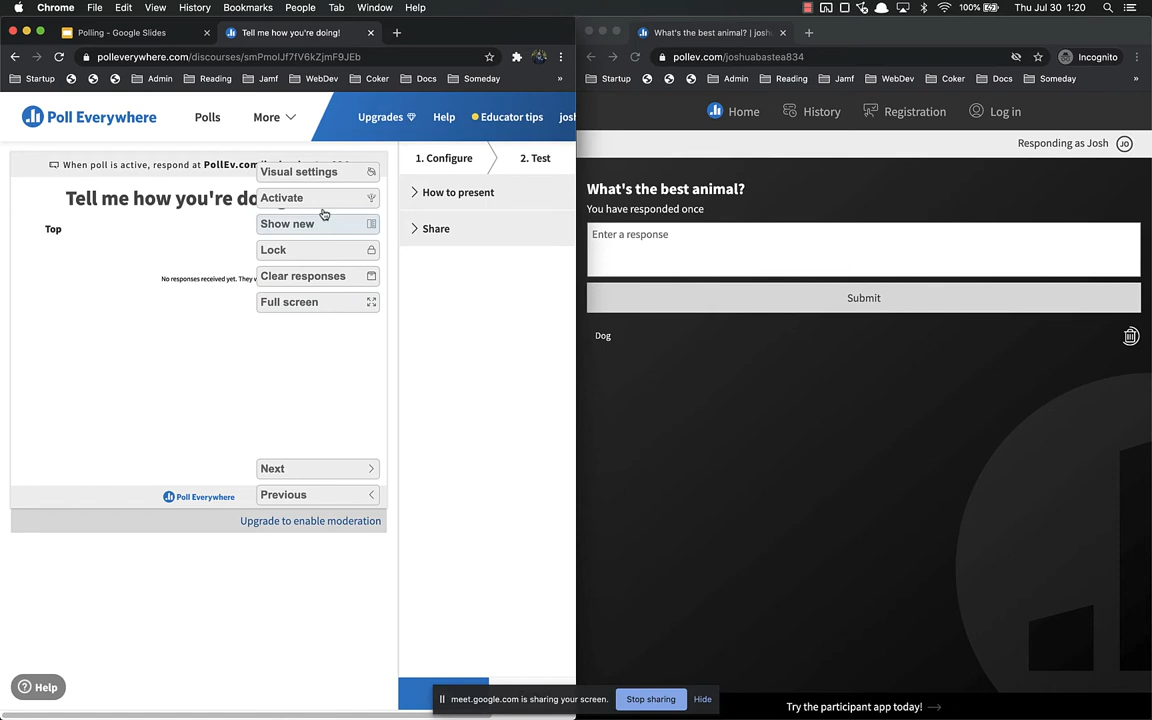 Chrome File Edit View History Bookmarks People Tab Window Help 100% Thu Jul 30 1:20
Polling - Google Slides
Tell me how you're doing!
polleverywhere.com/discourses/smPmoIJf7fV6kZjmF9JEb
Startup Admin Reading Jamf WebDev Coker Docs Someday »
Poll Everywhere Polls More Upgrades Help Educator tips josh
When poll is active, respond at PollEv.com
Tell me how you're do
Top
No responses received yet. They
Visual settings
Activate
Show new
Lock
Clear responses
Full screen
Next
Previous
Poll Everywhere
Upgrade to enable moderation
1. Configure 2. Test
How to present
Share
Help
What's the best animal? | josh
pollev.com/joshuabastea834 Incognito
Startup Admin Reading Jamf WebDev Coker Docs Someday »
Home History Registration Log in
Responding as Josh JO
What's the best animal?
You have responded once
Enter a response
Submit
Dog
meet.google.com is sharing your screen. Stop sharing Hide
Try the participant app today!